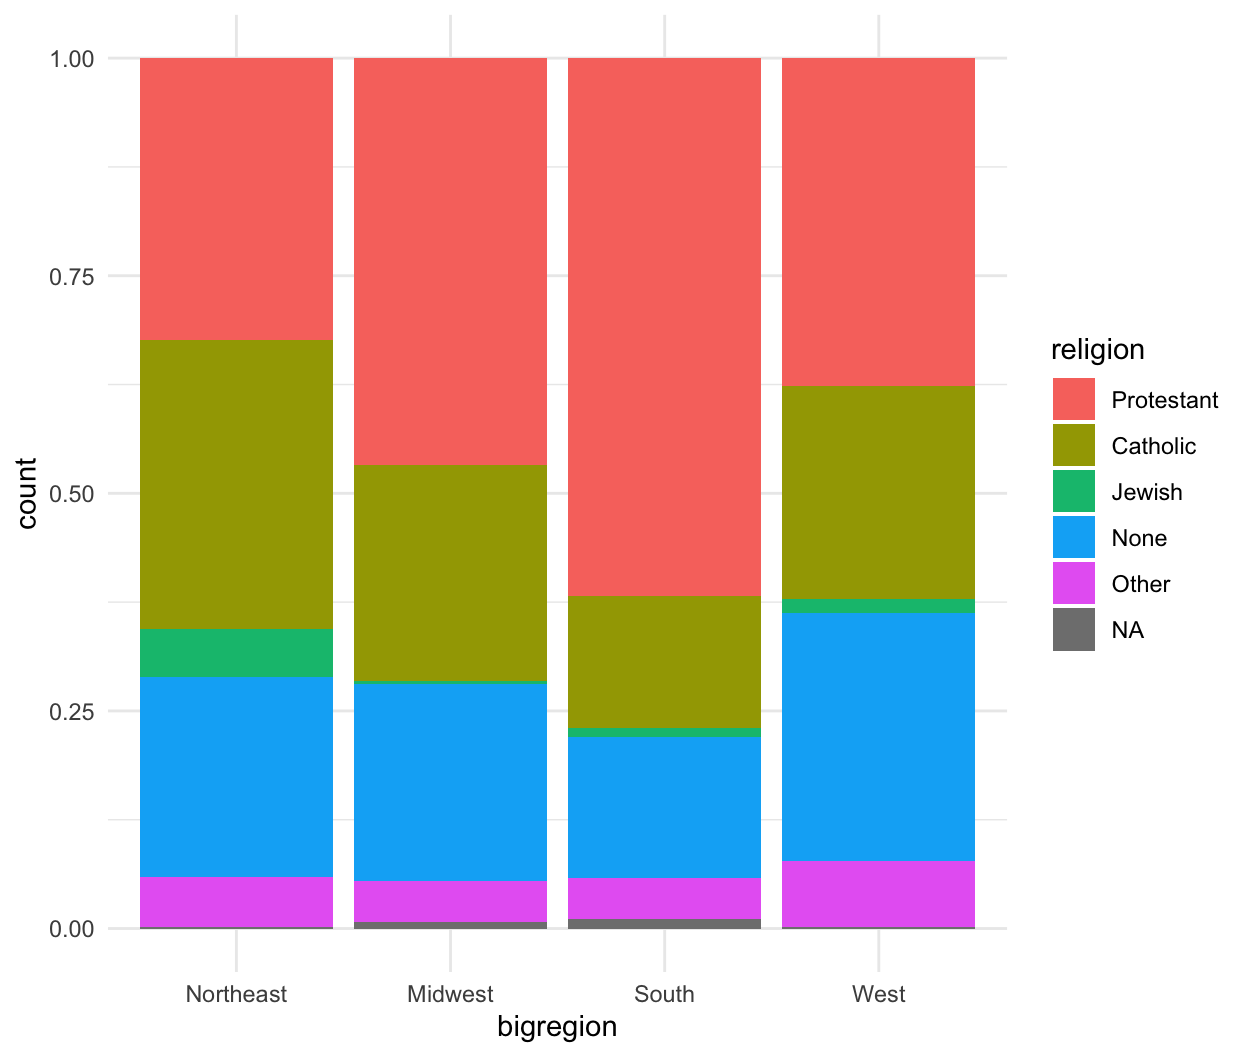 1.00
0.75
0.50
0.25
0.00
count
Northeast Midwest South West
bigregion
religion
Protestant
Catholic
Jewish
None
Other
NA